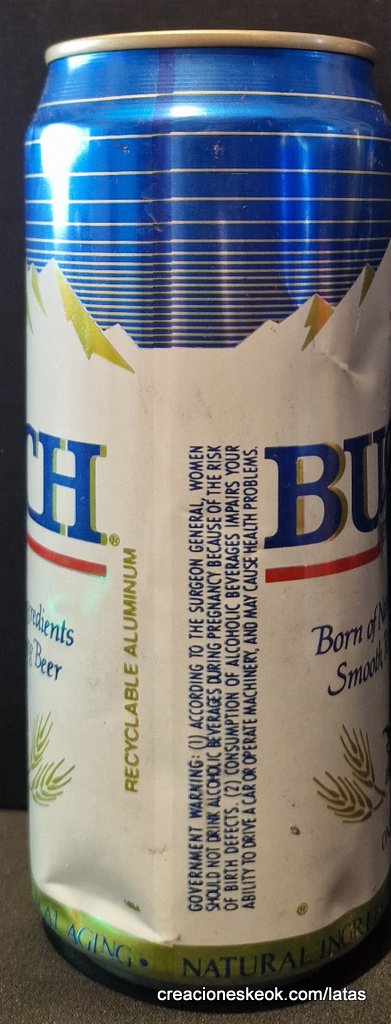 CH®
redients
Beer
RECYCLABLE ALUMINUM
GOVERNMENT WARNING: (1) ACCORDING TO THE SURGEON GENERAL, WOMEN
SHOULD NOT DRINK ALCOHOLIC BEVERAGES DURING PREGNANCY BECAUSE OF THE RISK
OF BIRTH DEFECTS. (2) CONSUMPTION OF ALCOHOLIC BEVERAGES IMPAIRS YOUR
ABILITY TO DRIVE A CAR OR OPERATE MACHINERY, AND MAY CAUSE HEALTH PROBLEMS.
BU
Born of
Smooth
®
AGING •
NATURAL INGRE
creacioneskeok.com/latas